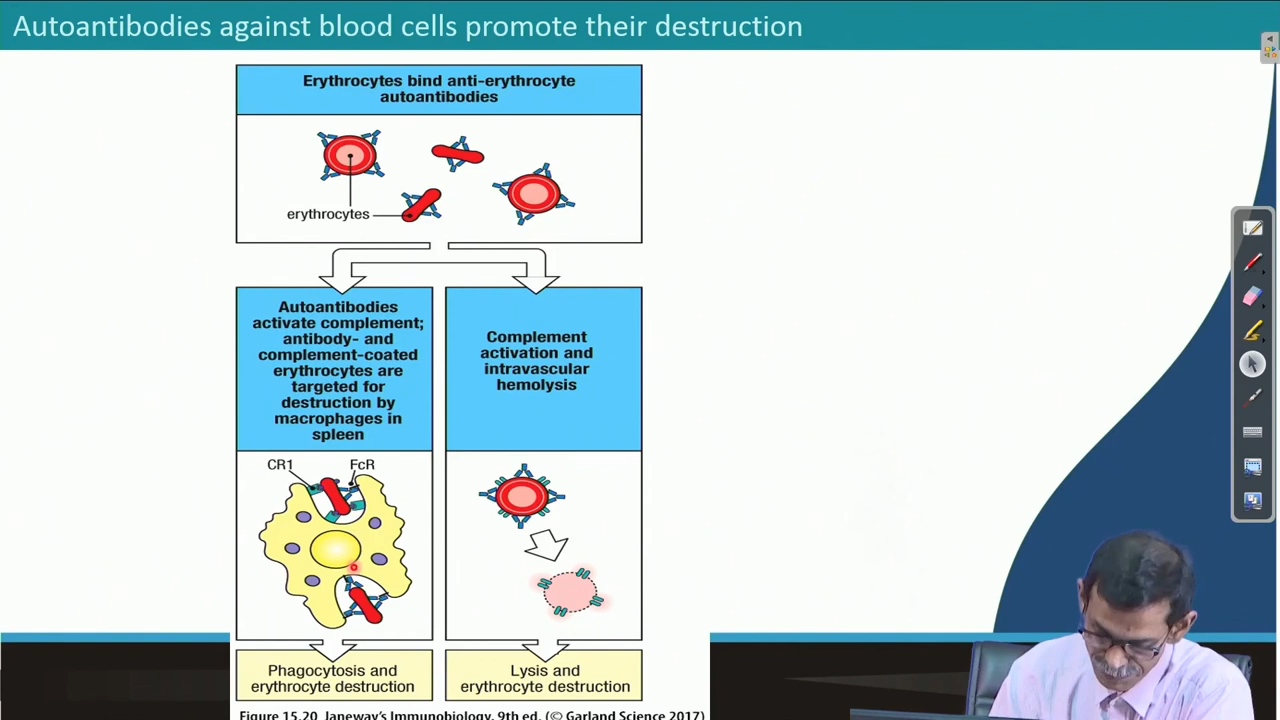 Autoantibodies against blood cells promote their destruction
Erythrocytes bind anti-erythrocyte
autoantibodies
erythrocytes
Autoantibodies
activate complement;
antibody- and
complement-coated
erythrocytes are
targeted for
destruction by
macrophages in
spleen
Complement
activation and
intravascular
hemolysis
CR1
FcR
Phagocytosis and
erythrocyte destruction
Lysis and
erythrocyte destruction
Figure 15.20 Janeway's Immunobiology, 9th ed. (© Garland Science 2017)